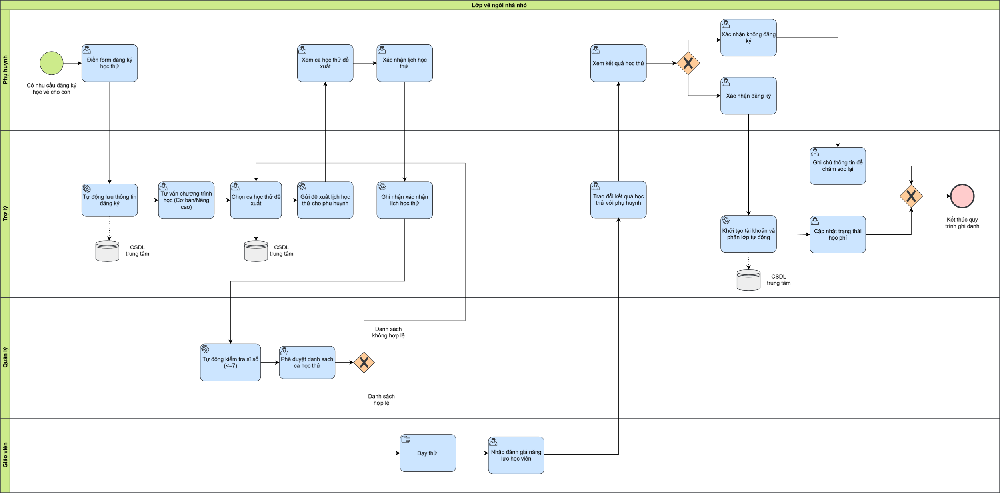 Lớp vẽ ngôi nhà nhỏ
Phụ huynh
Có nhu cầu đăng ký
học vẽ cho con
Điền form đăng ký
học thử
Xem ca học thử đề
xuất
Xác nhận lịch học
thử
Xem kết quả học thử
Xác nhận không đăng
ký
Xác nhận đăng ký
Trợ lý
Tự động lưu thông tin
đăng ký
CSDL
trung tâm
Tư vấn chương trình
học (Cơ bản/Nâng
cao)
Chọn ca học thử đề
xuất
CSDL
trung tâm
Gửi đề xuất lịch học
thử cho phụ huynh
Ghi nhận xác nhận
lịch học thử
Trao đổi kết quả học
thử với phụ huynh
Khởi tạo tài khoản và
phân lớp tự động
CSDL
trung tâm
Ghi chú thông tin để
chăm sóc lại
Cập nhật trạng thái
học phí
Kết thúc quy
trình ghi danh
Quản lý
Tự động kiểm tra sĩ số
(<=7)
Phê duyệt danh sách
ca học thử
Danh sách
không hợp lệ
Danh sách
hợp lệ
Giáo viên
Dạy thử
Nhập đánh giá năng
lực học viên